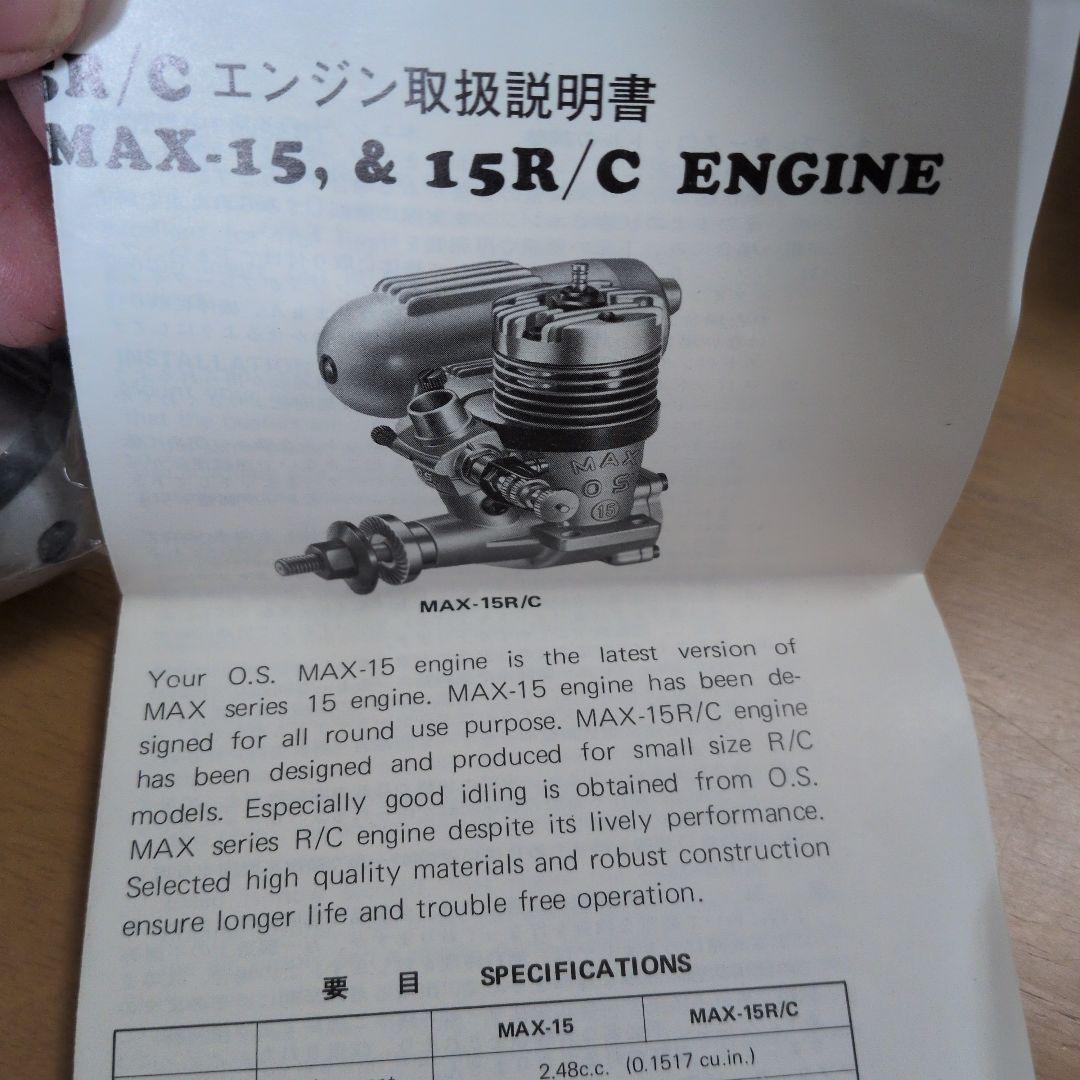 R/C エンジン取扱説明書
MAX-15, & 15R/C ENGINE
MAX
O S
15
MAX-15R/C
Your O.S. MAX-15 engine is the latest version of
MAX series 15 engine. MAX-15 engine has been de-
signed for all round use purpose. MAX-15R/C engine
has been designed and produced for small size R/C
models. Especially good idling is obtained from O.S.
MAX series R/C engine despite its lively performance.
Selected high quality materials and robust construction
ensure longer life and trouble free operation.
要 目 SPECIFICATIONS
MAX-15 MAX-15R/C
2.48c.c. (0.1517 cu.in.)